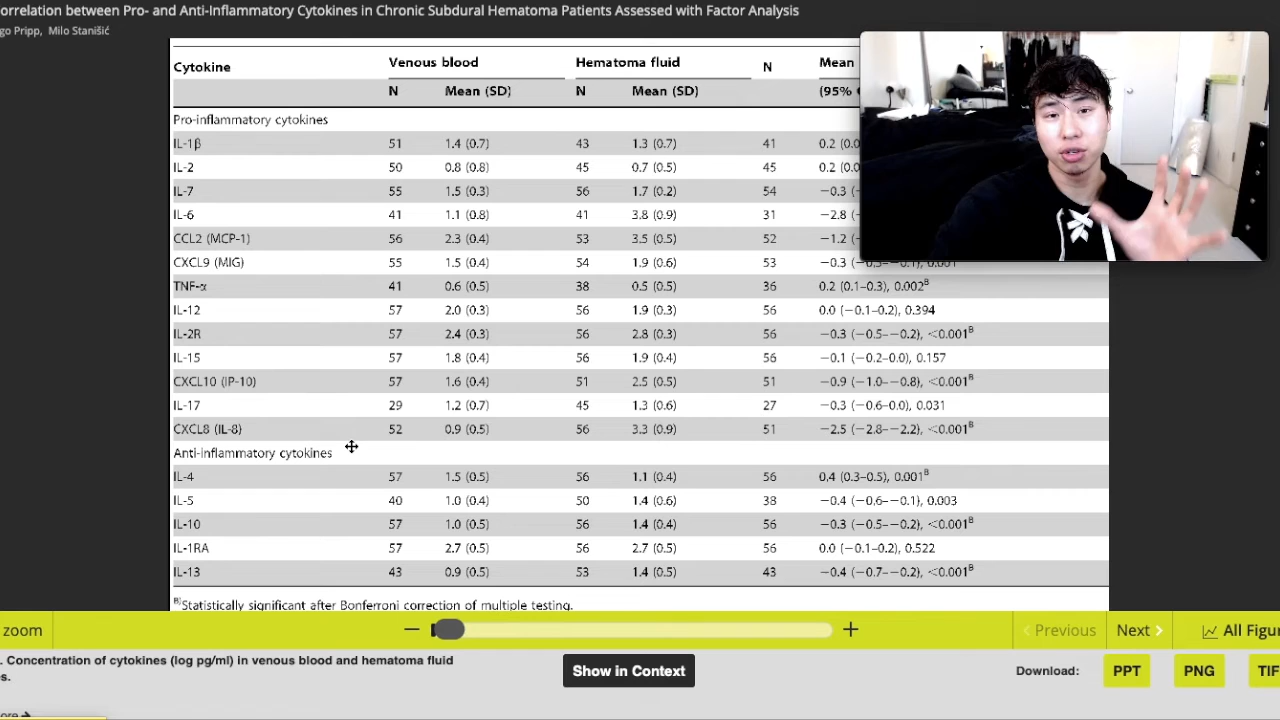 orrelation between Pro- and Anti-Inflammatory Cytokines in Chronic Subdural Hematoma Patients Assessed with Factor Analysis
go Pripp, Milo Stanišić
Cytokine Venous blood Hematoma fluid N Mean
N Mean (SD) N Mean (SD) (95%
Pro-inflammatory cytokines
IL-1β 51 1.4 (0.7) 43 1.3 (0.7) 41 0.2 (0.0
IL-2 50 0.8 (0.8) 45 0.7 (0.5) 45 0.2 (0.0
IL-7 55 1.5 (0.3) 56 1.7 (0.2) 54 −0.3 (−
IL-6 41 1.1 (0.8) 41 3.8 (0.9) 31 −2.8 (−
CCL2 (MCP-1) 56 2.3 (0.4) 53 3.5 (0.5) 52 −1.2 (−
CXCL9 (MIG) 55 1.5 (0.4) 54 1.9 (0.6) 53 −0.3 (−0.5–−0.1), 0.001
TNF-α 41 0.6 (0.5) 38 0.5 (0.5) 36 0.2 (0.1–0.3), 0.002B
IL-12 57 2.0 (0.3) 56 1.9 (0.3) 56 0.0 (−0.1–0.2), 0.394
IL-2R 57 2.4 (0.3) 56 2.8 (0.3) 56 −0.3 (−0.5–−0.2), <0.001B
IL-15 57 1.8 (0.4) 56 1.9 (0.4) 56 −0.1 (−0.2–0.0), 0.157
CXCL10 (IP-10) 57 1.6 (0.4) 51 2.5 (0.5) 51 −0.9 (−1.0–−0.8), <0.001B
IL-17 29 1.2 (0.7) 45 1.3 (0.6) 27 −0.3 (−0.6–0.0), 0.031
CXCL8 (IL-8) 52 0.9 (0.5) 56 3.3 (0.9) 51 −2.5 (−2.8–−2.2), <0.001B
Anti-inflammatory cytokines
IL-4 57 1.5 (0.5) 56 1.1 (0.4) 56 0.4 (0.3–0.5), 0.001B
IL-5 40 1.0 (0.4) 50 1.4 (0.6) 38 −0.4 (−0.6–−0.1), 0.003
IL-10 57 1.0 (0.5) 56 1.4 (0.4) 56 −0.3 (−0.5–−0.2), <0.001B
IL-1RA 57 2.7 (0.5) 56 2.7 (0.5) 56 0.0 (−0.1–0.2), 0.522
IL-13 43 0.9 (0.5) 53 1.4 (0.5) 43 −0.4 (−0.7–−0.2), <0.001B
B)Statistically significant after Bonferroni correction of multiple testing.
zoom − + < Previous Next > All Figu
. Concentration of cytokines (log pg/ml) in venous blood and hematoma fluid
s.
Show in Context Download: PPT PNG TIF
ore →